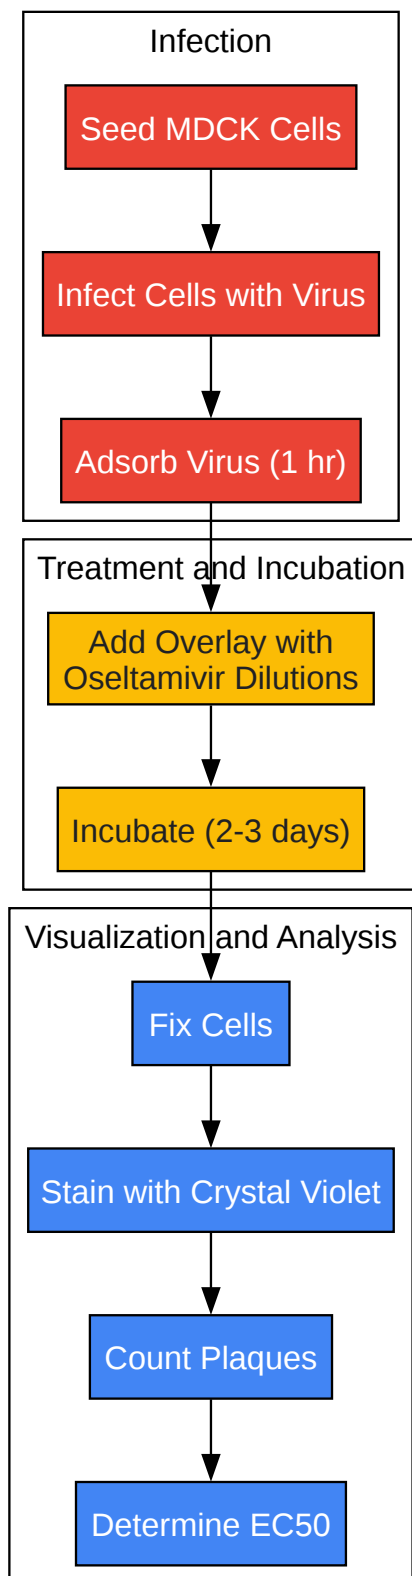 Infection
Seed MDCK Cells
Infect Cells with Virus
Adsorb Virus (1 hr)
Treatment and Incubation
Add Overlay with
Oseltamivir Dilutions
Incubate (2-3 days)
Visualization and Analysis
Fix Cells
Stain with Crystal Violet
Count Plaques
Determine EC50